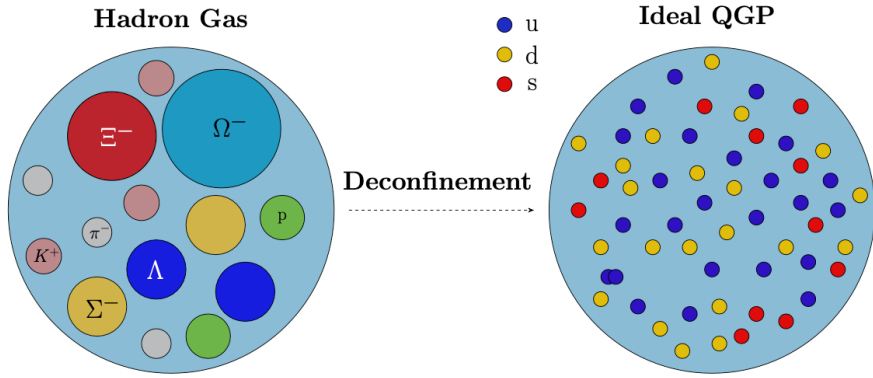 Hadron Gas
Ideal QGP
u
d
s
Ξ⁻
Ω⁻
Deconfinement
p
π⁻
K⁺
Λ
Σ⁻